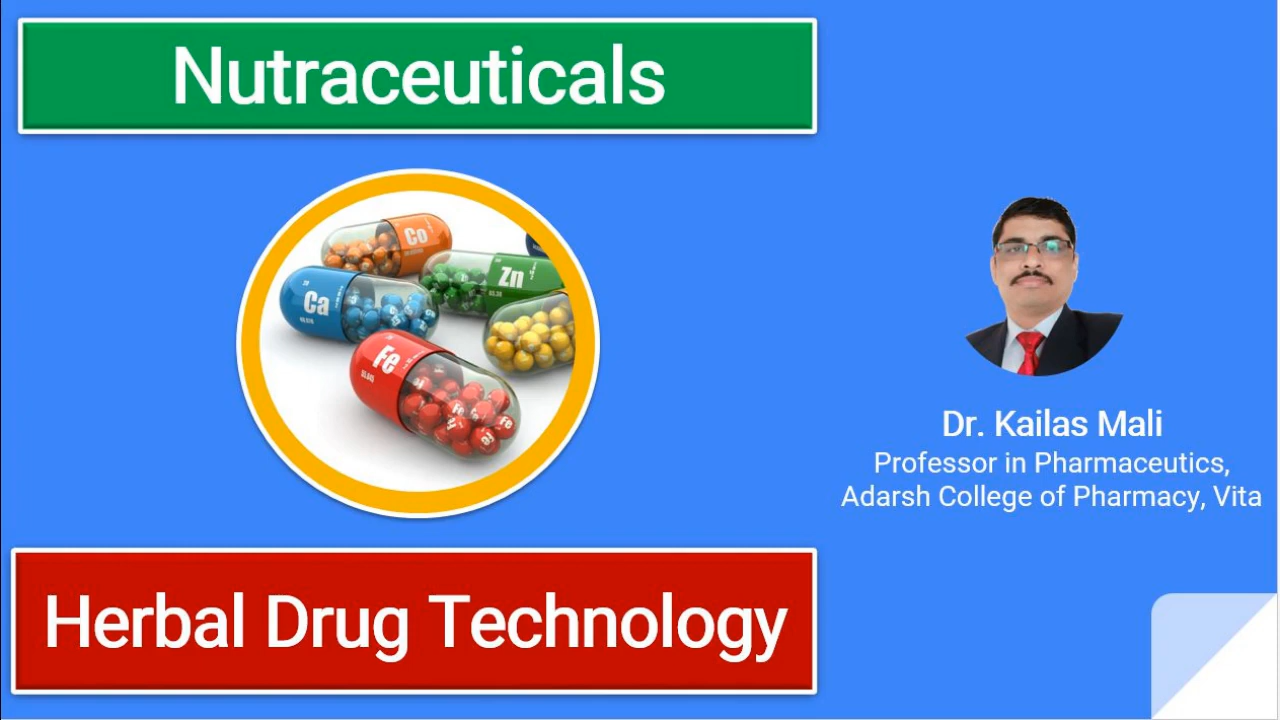 Nutraceuticals
Co
Zn
Ca
Fe
Dr. Kailas Mali
Professor in Pharmaceutics,
Adarsh College of Pharmacy, Vita
Herbal Drug Technology